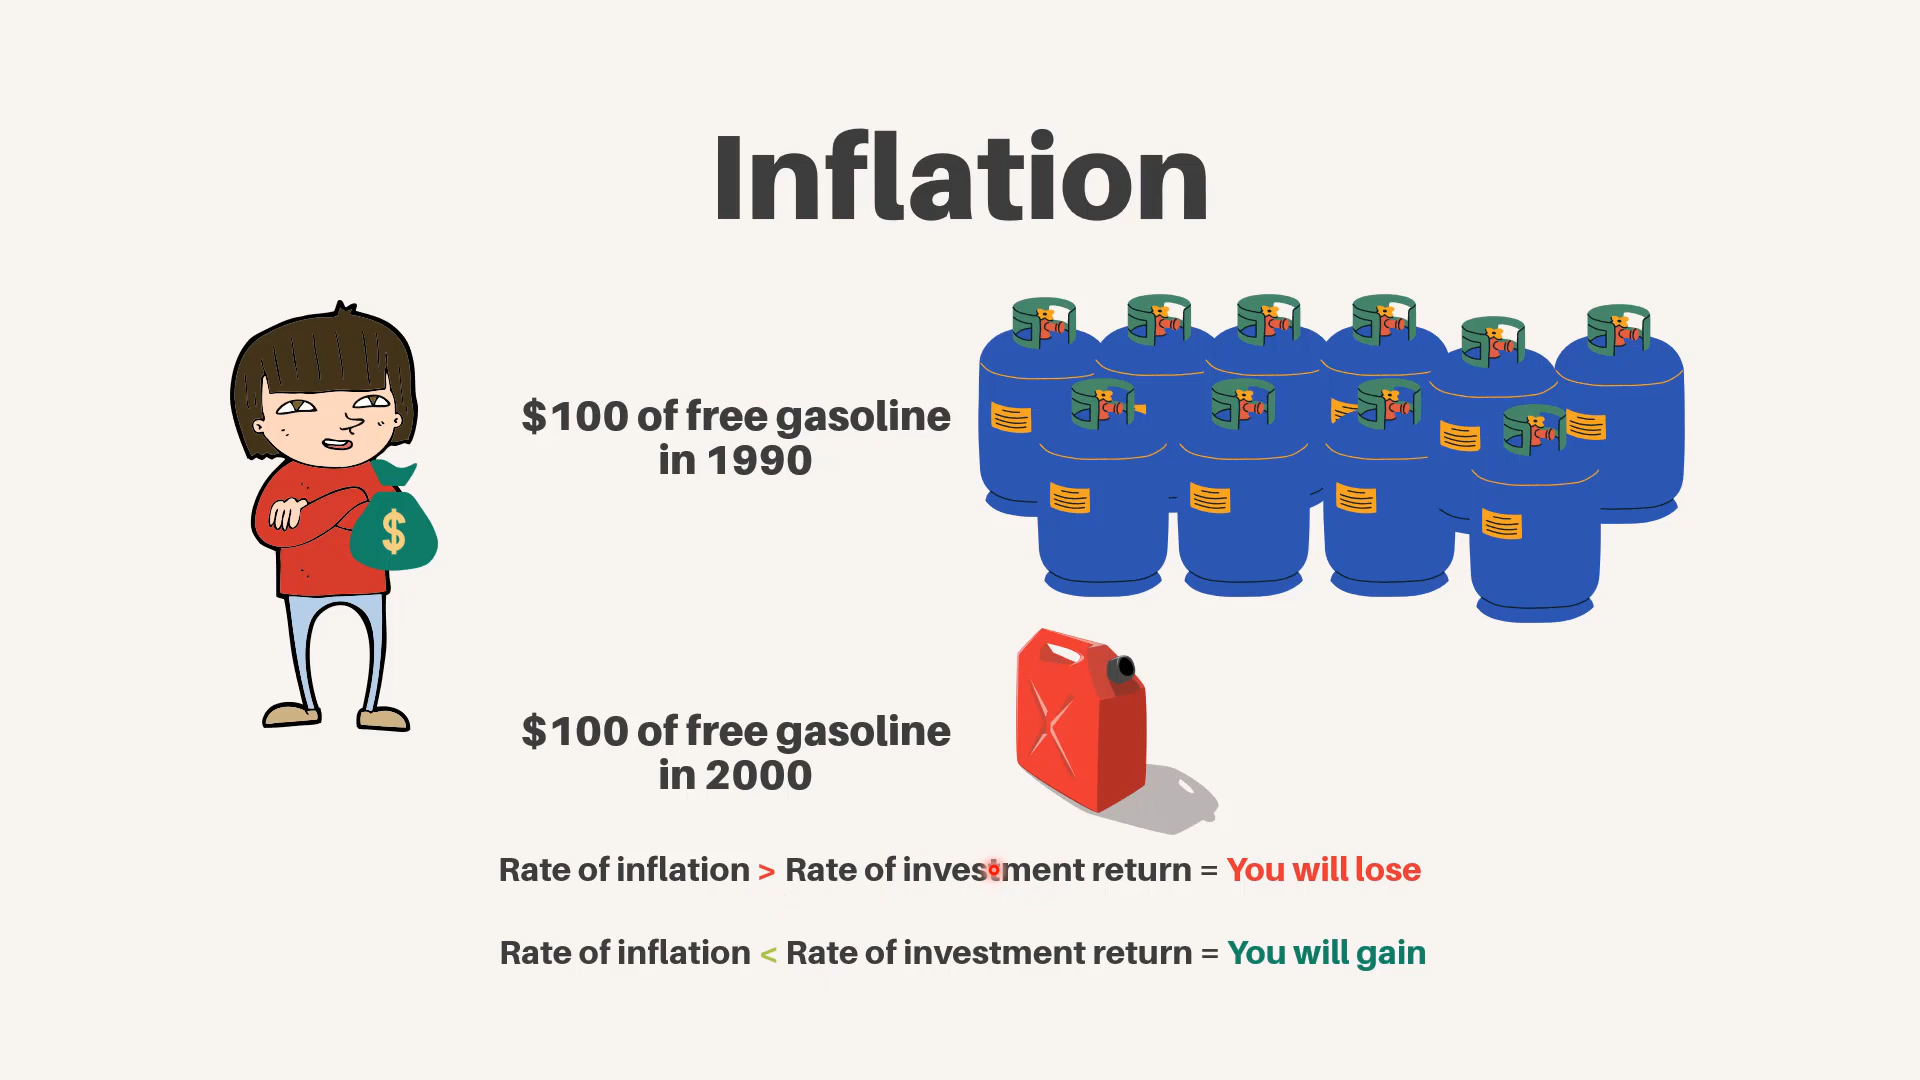 Inflation
$100 of free gasoline
in 1990
$
$100 of free gasoline
in 2000
Rate of inflation > Rate of investment return = You will lose
Rate of inflation < Rate of investment return = You will gain